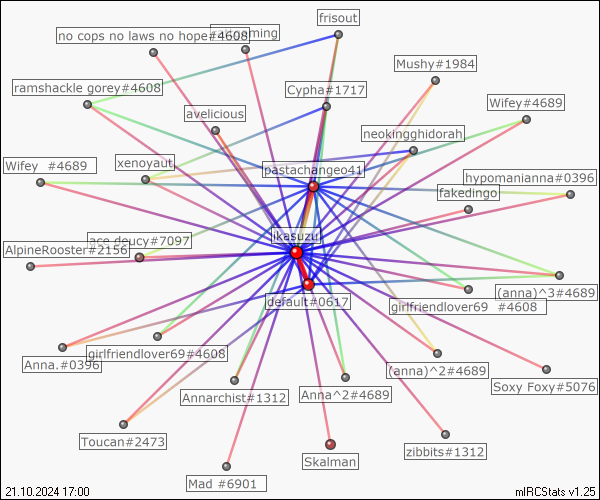 frisout
no cops no laws no hope#4608
Mushy#1984
ramshackle gorey#4608
Cypha#1717
Wifey#4689
avelicious
neokingghidorah
Wifey #4689
xenoyaut
pastachangeo41
hypomanianna#0396
fakedingo
ikasuzu
ace deucy#7097
AlpineRooster#2156
(anna)^3#4689
default#0617
girlfriendlover69 #4608
girlfriendlover69#4608
Anna.#0396
(anna)^2#4689
Soxy Foxy#5076
Annarchist#1312
Anna^2#4689
Toucan#2473
zibbits#1312
Skalman
Mad #6901
21.10.2024 17:00
mIRCStats v1.25